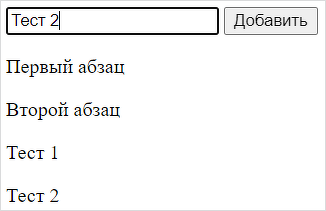 Тест 2 Добавить
Первый абзац
Второй абзац
Тест 1
Тест 2